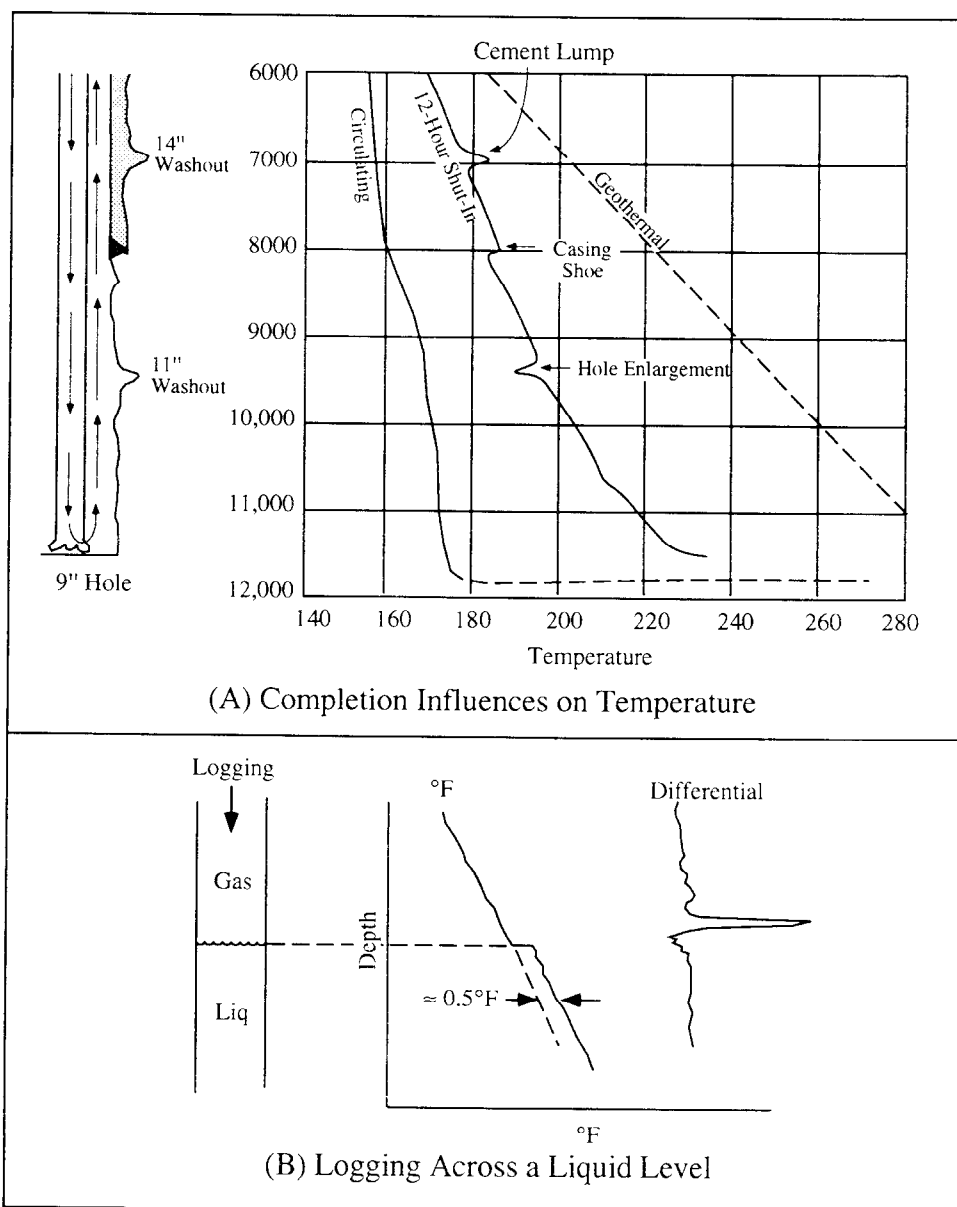 Cement Lump
6000
7000
8000
9000
10,000
11,000
12,000
14"
Washout
11"
Washout
9" Hole
Circulating
12-Hour Shut-In
Geothermal
Casing
Shoe
Hole Enlargement
140 160 180 200 220 240 260 280
Temperature
(A) Completion Influences on Temperature
Logging
Gas
Liq
°F
Differential
Depth
≈ 0.5°F
°F
(B) Logging Across a Liquid Level